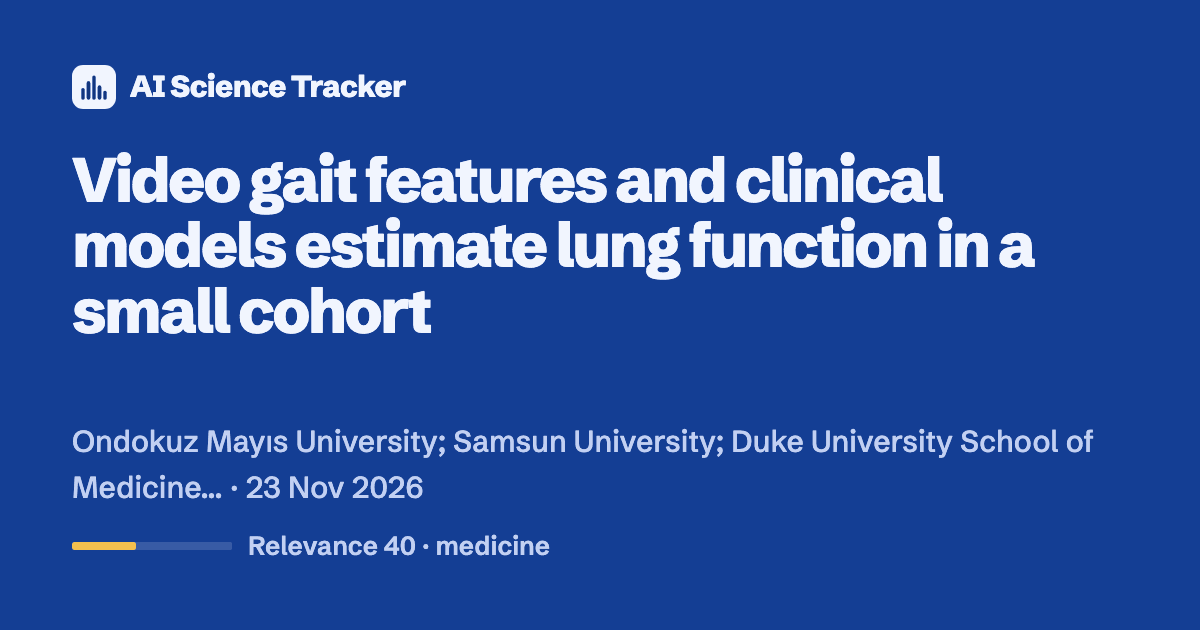 AI Science Tracker
Video gait features and clinical
models estimate lung function in a
small cohort
Ondokuz Mayıs University; Samsun University; Duke University School of
Medicine… · 23 Nov 2026
Relevance 40 · medicine